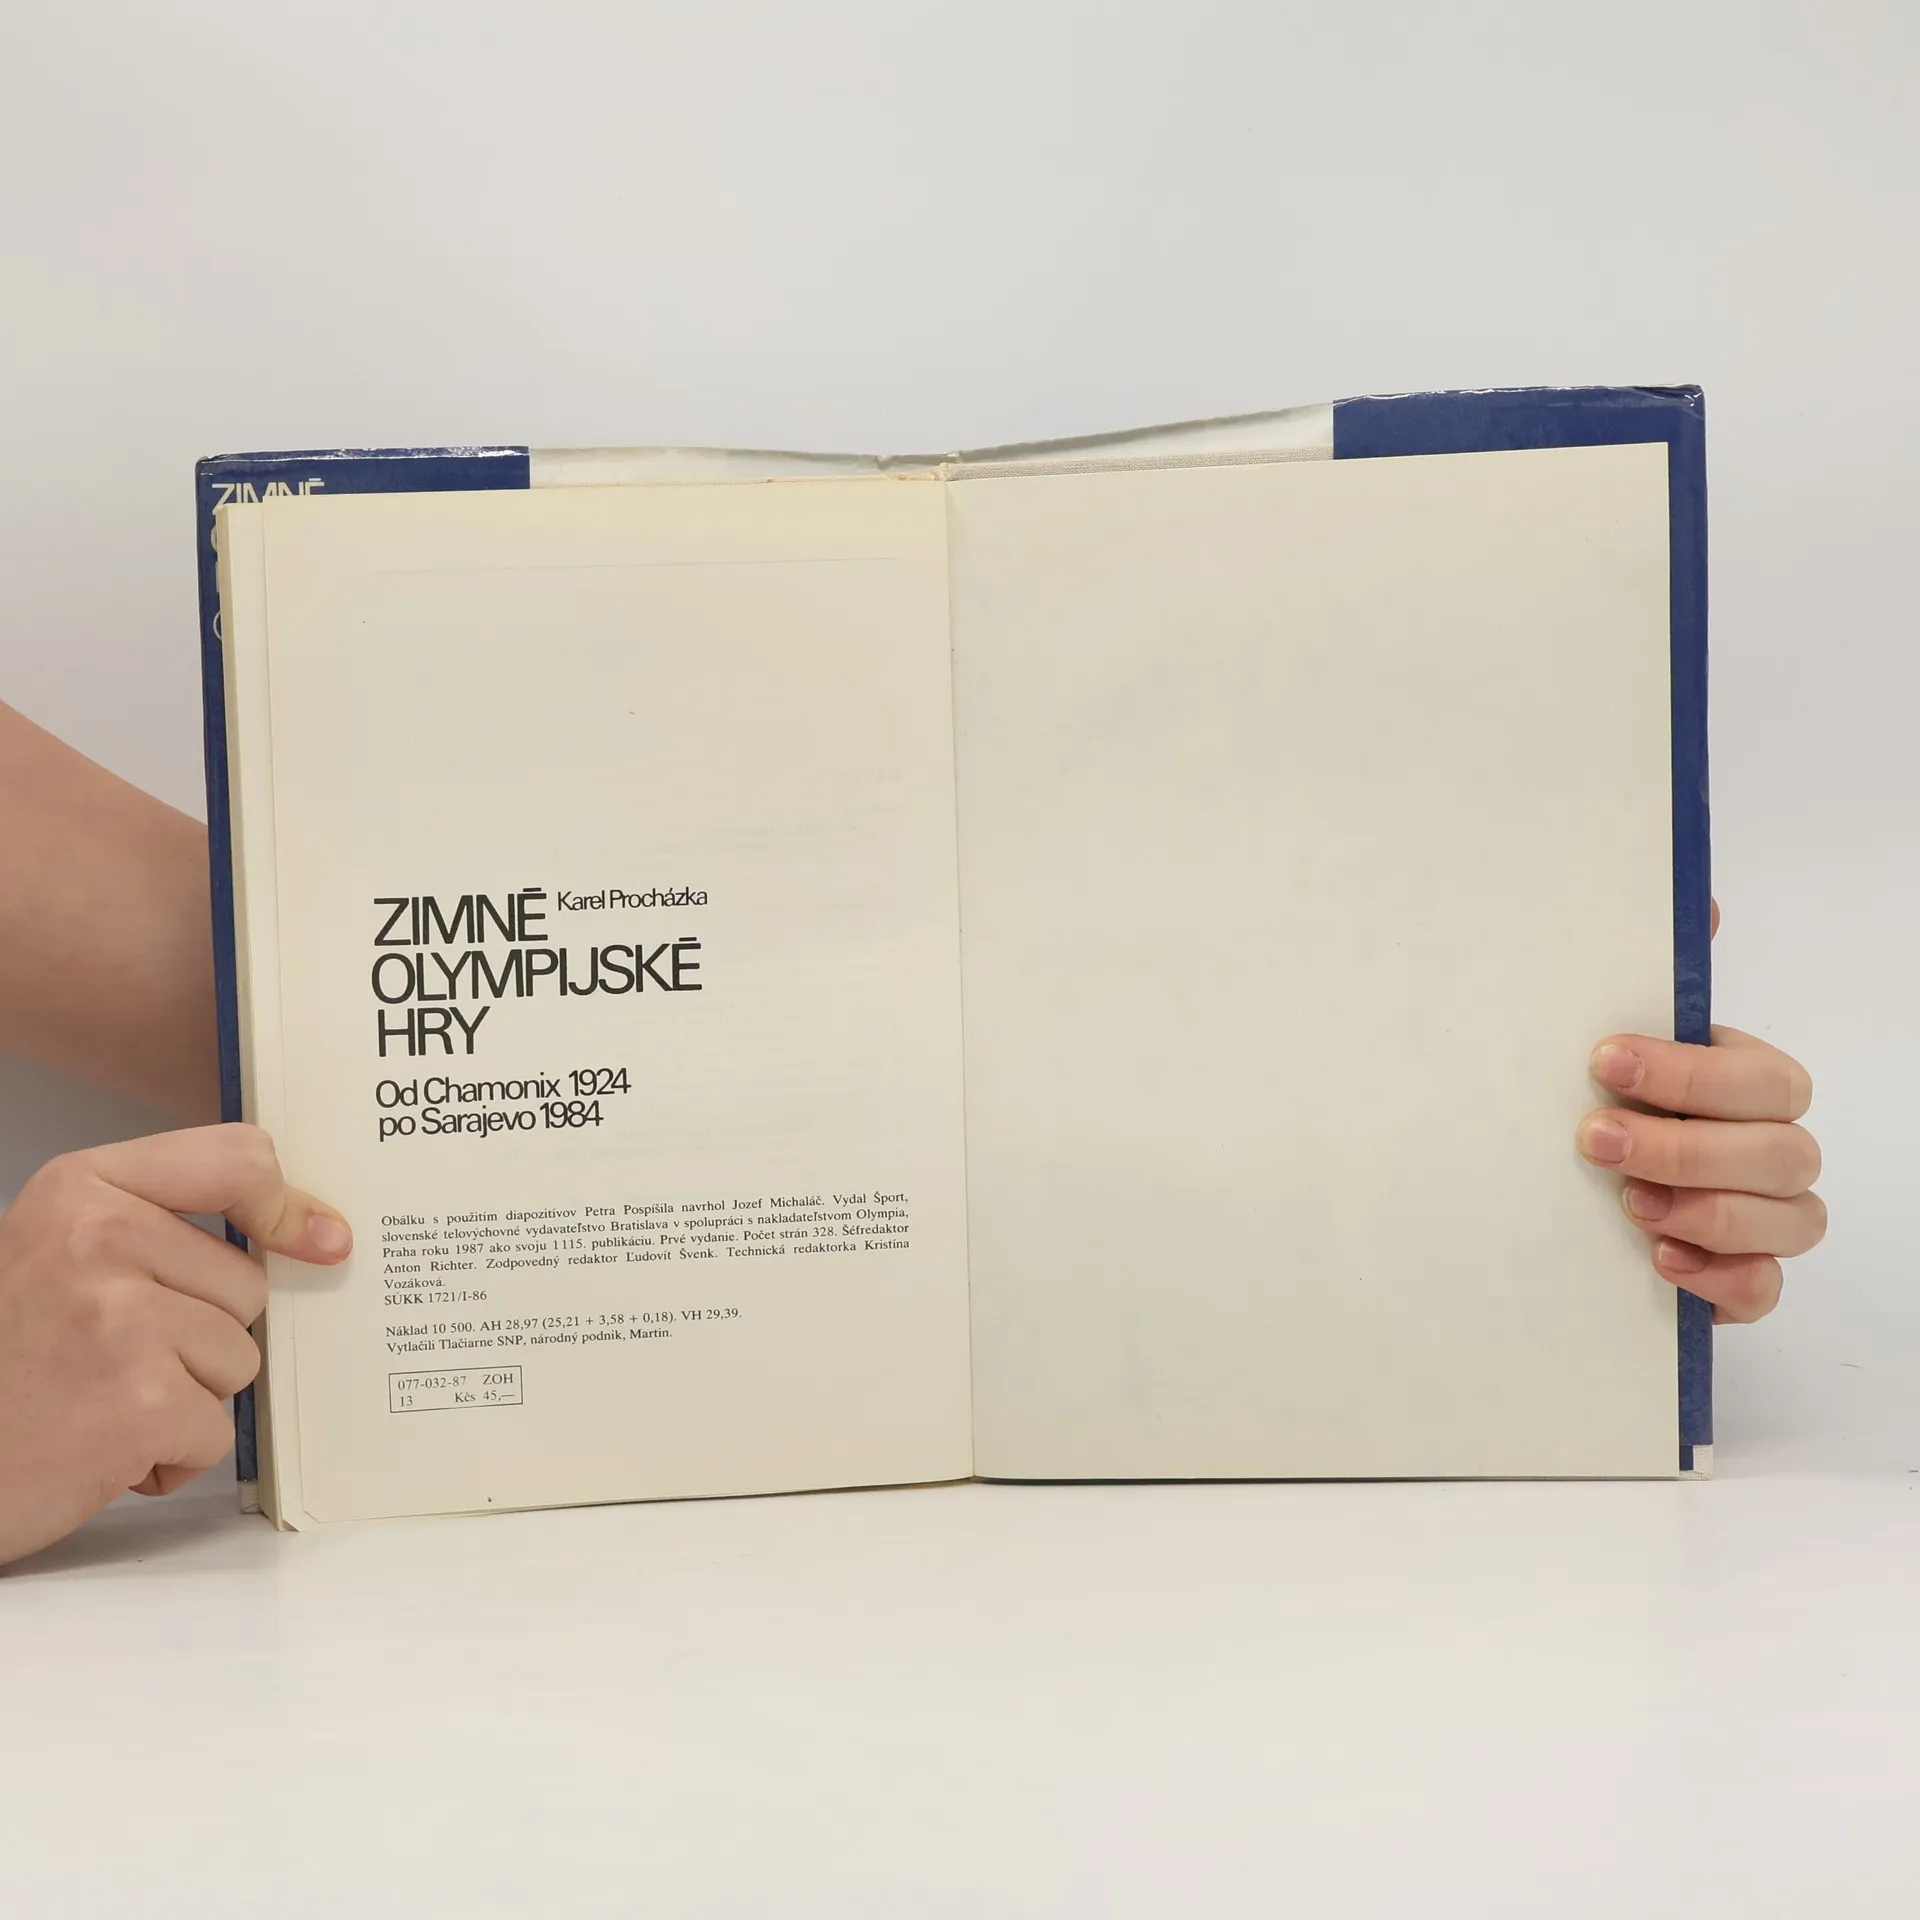 ZIMNÉ
ZIMNÉ Karel Procházka
OLYMPIJSKÉ
HRY
Od Chamonix 1924
po Sarajevo 1984
Obálku s použitím diapozitívov Petra Pospíšila navrhol Jozef Michaláč. Vydal Šport,
slovenské telovýchovné vydavateľstvo Bratislava v spolupráci s nakladateľstvom Olympia,
Praha roku 1987 ako svoju 1115. publikáciu. Prvé vydanie. Počet strán 328. Šéfredaktor
Anton Richter. Zodpovedný redaktor Ľudovít Švenk. Technická redaktorka Kristína
Vozáková.
SÚKK 1721/I-86
Náklad 10 500. AH 28,97 (25,21 + 3,58 + 0,18). VH 29,39.
Vytlačili Tlačiarne SNP, národný podnik, Martin.
077-032-87 ZOH
13 Kčs 45,—